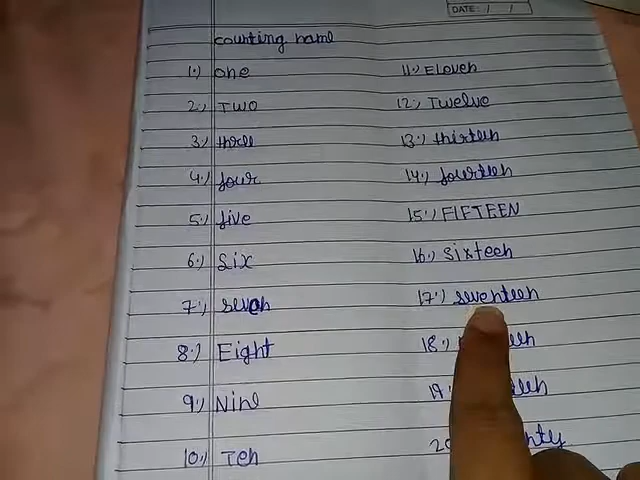 DATE: / /
counting name
1.) one
2.) Two
3.) three
4.) four
5.) five
6.) Six
7.) seven
8.) Eight
9.) Nine
10.) Ten
11.) Eleven
12.) Twelve
13.) thirteen
14.) fourteen
15.) FIFTEEN
16.) sixteen
17.) seventeen
18.)
19.)
20